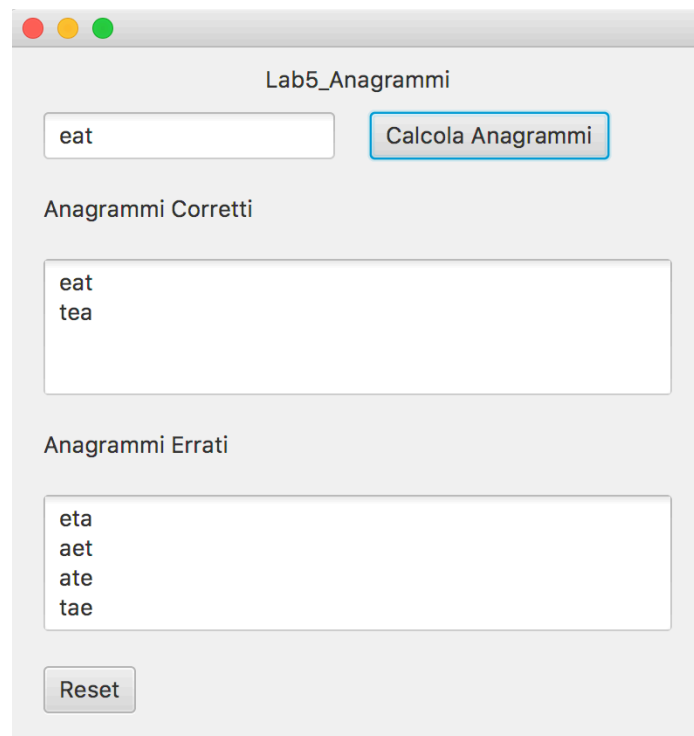 Lab5_Anagrammi
eat Calcola Anagrammi
Anagrammi Corretti
eat
tea
Anagrammi Errati
eta
aet
ate
tae
Reset